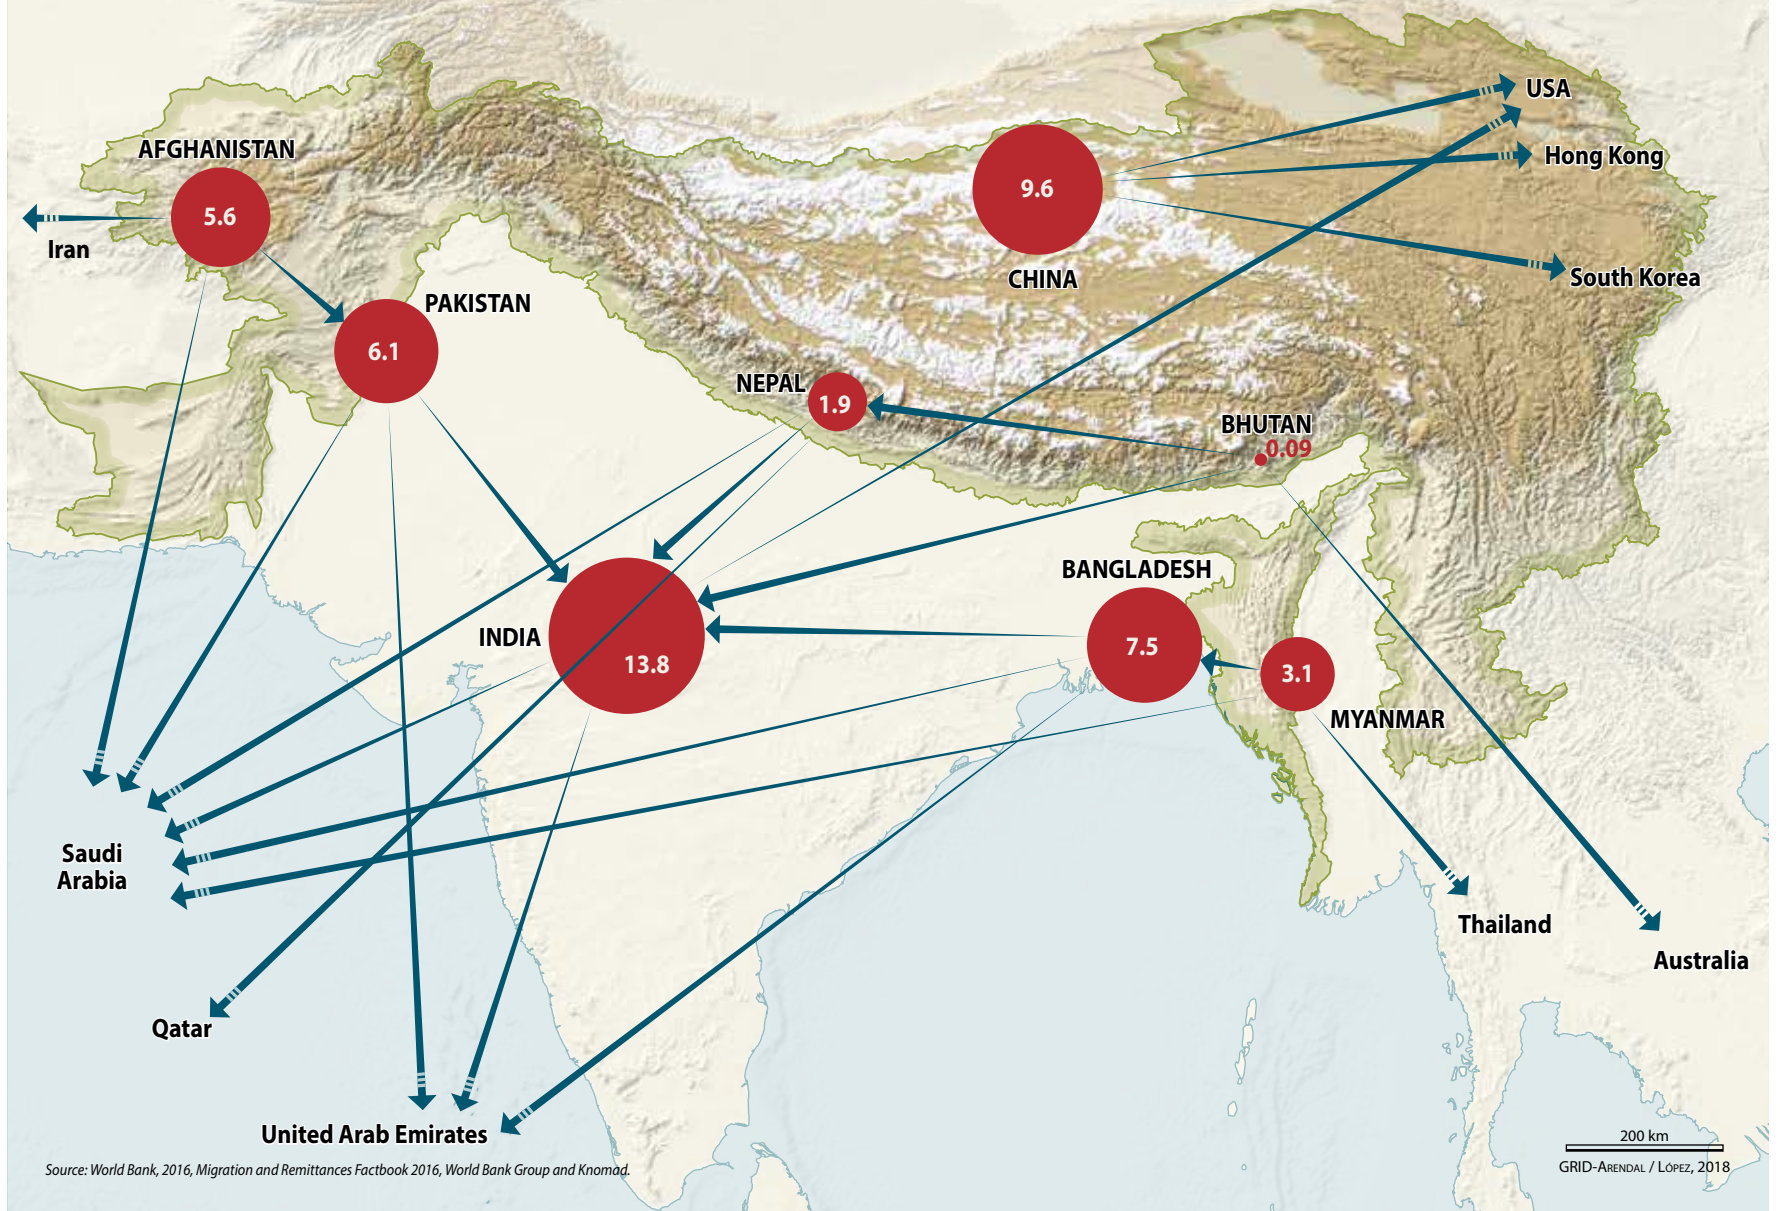 USA
Hong Kong
AFGHANISTAN
9.6
5.6
Iran
CHINA
South Korea
PAKISTAN
6.1
NEPAL
1.9
BHUTAN
0.09
BANGLADESH
INDIA
7.5
13.8
3.1
MYANMAR
Saudi
Arabia
Thailand
Australia
Qatar
United Arab Emirates
200 km
Source: World Bank, 2016, Migration and Remittances Factbook 2016, World Bank Group and Knomad.
GRID-Arendal / López, 2018